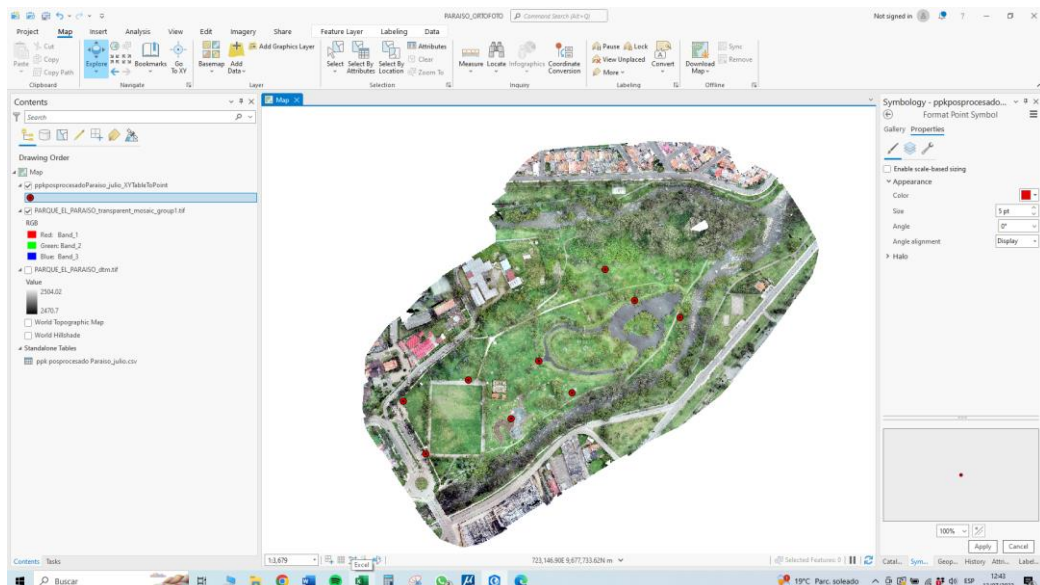 PARAISO_ORTOFOTO
Command Search (Alt+Q)
Not signed in
?
Project Map Insert Analysis View Edit Imagery Share Feature Layer Labeling Data
Paste
Cut
Copy
Copy Path
Clipboard
Explore
Bookmarks
Go To XY
Navigate
Basemap
Add Data
Add Graphics Layer
Layer
Select
Select By Attributes
Select By Location
Attributes
Clear
Zoom To
Selection
Measure
Locate
Infographics
Coordinate Conversion
Inquiry
Pause
Lock
View Unplaced
More
Convert
Labeling
Download Map
Sync
Remove
Offline
Contents
Search
Drawing Order
Map
ppkposprocesadoParaiso_julio_XYTableToPoint
PARQUE_EL_PARAISO_transparent_mosaic_group1.tif
RGB
Red: Band_1
Green: Band_2
Blue: Band_3
PARQUE_EL_PARAISO_dtm.tif
Value
2504.02
2470.7
World Topographic Map
World Hillshade
Standalone Tables
ppk posprocesado Paraiso_julio.csv
Contents Tasks
Map
1:3,679
Excel
723,146.90E 9,677,733.62N m
Selected Features: 0
Symbology - ppkposprocesado...
Format Point Symbol
Gallery Properties
Enable scale-based sizing
Appearance
Color
Size 5 pt
Angle 0°
Angle alignment Display
Halo
100%
Apply Cancel
Catal... Sym... Geop... History Attri... Label...
Buscar
19°C Parc. soleado
ESP
12:43